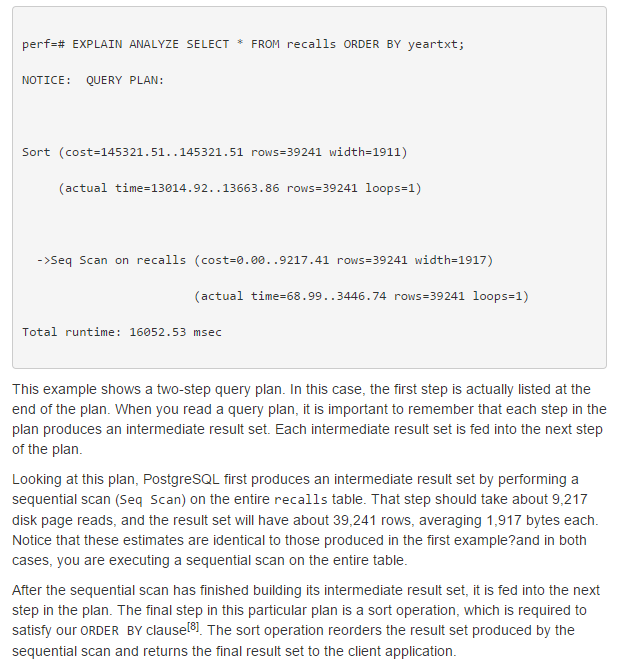 perf=# EXPLAIN ANALYZE SELECT * FROM recalls ORDER BY yeartxt;
NOTICE:  QUERY PLAN:
Sort (cost=145321.51..145321.51 rows=39241 width=1911)
     (actual time=13014.92..13663.86 rows=39241 loops=1)
  ->Seq Scan on recalls (cost=0.00..9217.41 rows=39241 width=1917)
                        (actual time=68.99..3446.74 rows=39241 loops=1)
Total runtime: 16052.53 msec
This example shows a two-step query plan. In this case, the first step is actually listed at the
end of the plan. When you read a query plan, it is important to remember that each step in the
plan produces an intermediate result set. Each intermediate result set is fed into the next step
of the plan.
Looking at this plan, PostgreSQL first produces an intermediate result set by performing a
sequential scan (Seq Scan) on the entire recalls table. That step should take about 9,217
disk page reads, and the result set will have about 39,241 rows, averaging 1,917 bytes each.
Notice that these estimates are identical to those produced in the first example?and in both
cases, you are executing a sequential scan on the entire table.
After the sequential scan has finished building its intermediate result set, it is fed into the next
step in the plan. The final step in this particular plan is a sort operation, which is required to
satisfy our ORDER BY clause[8]. The sort operation reorders the result set produced by the
sequential scan and returns the final result set to the client application.